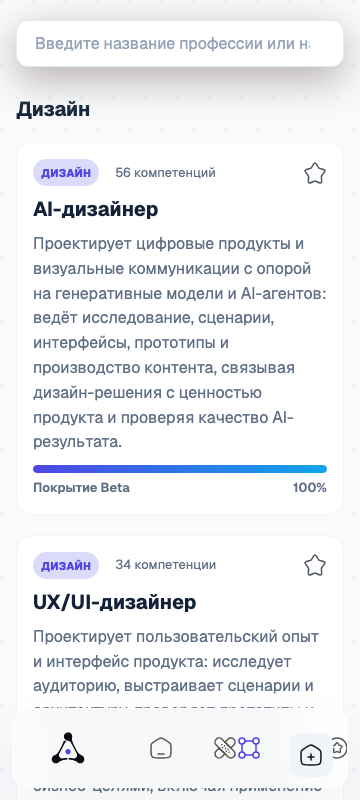 Введите название профессии или н
Дизайн
ДИЗАЙН 56 компетенций
AI-дизайнер
Проектирует цифровые продукты и
визуальные коммуникации с опорой
на генеративные модели и AI-агентов:
ведёт исследование, сценарии,
интерфейсы, прототипы и
производство контента, связывая
дизайн-решения с ценностью
продукта и проверяя качество AI-
результата.
Покрытие Beta 100%
ДИЗАЙН 34 компетенции
UX/UI-дизайнер
Проектирует пользовательский опыт
и интерфейс продукта: исследует
аудиторию, выстраивает сценарии и